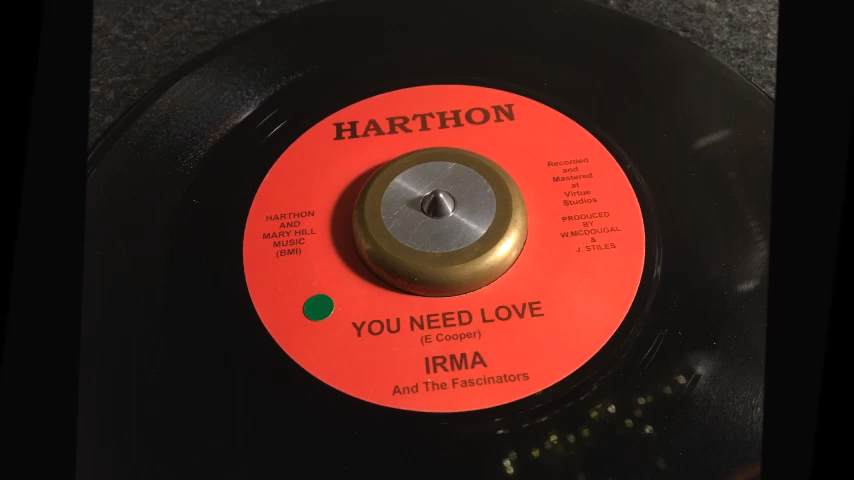 HARTHON
Recorded
and
Mastered
at
Virtue
Studios
PRODUCED
BY
W.MCDOUGAL
&
J. STILES
HARTHON
AND
MARY HILL
MUSIC
(BMI)
YOU NEED LOVE
(E Cooper)
IRMA
And The Fascinators